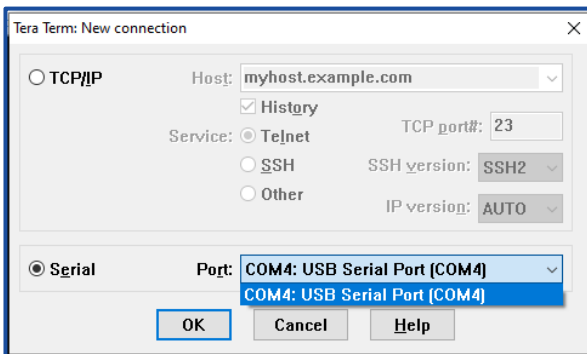 Tera Term: New connection
TCP/IP Host: myhost.example.com
History
Service: Telnet TCP port#: 23
SSH SSH version: SSH2
Other IP version: AUTO
Serial Port: COM4: USB Serial Port (COM4)
COM4: USB Serial Port (COM4)
OK Cancel Help